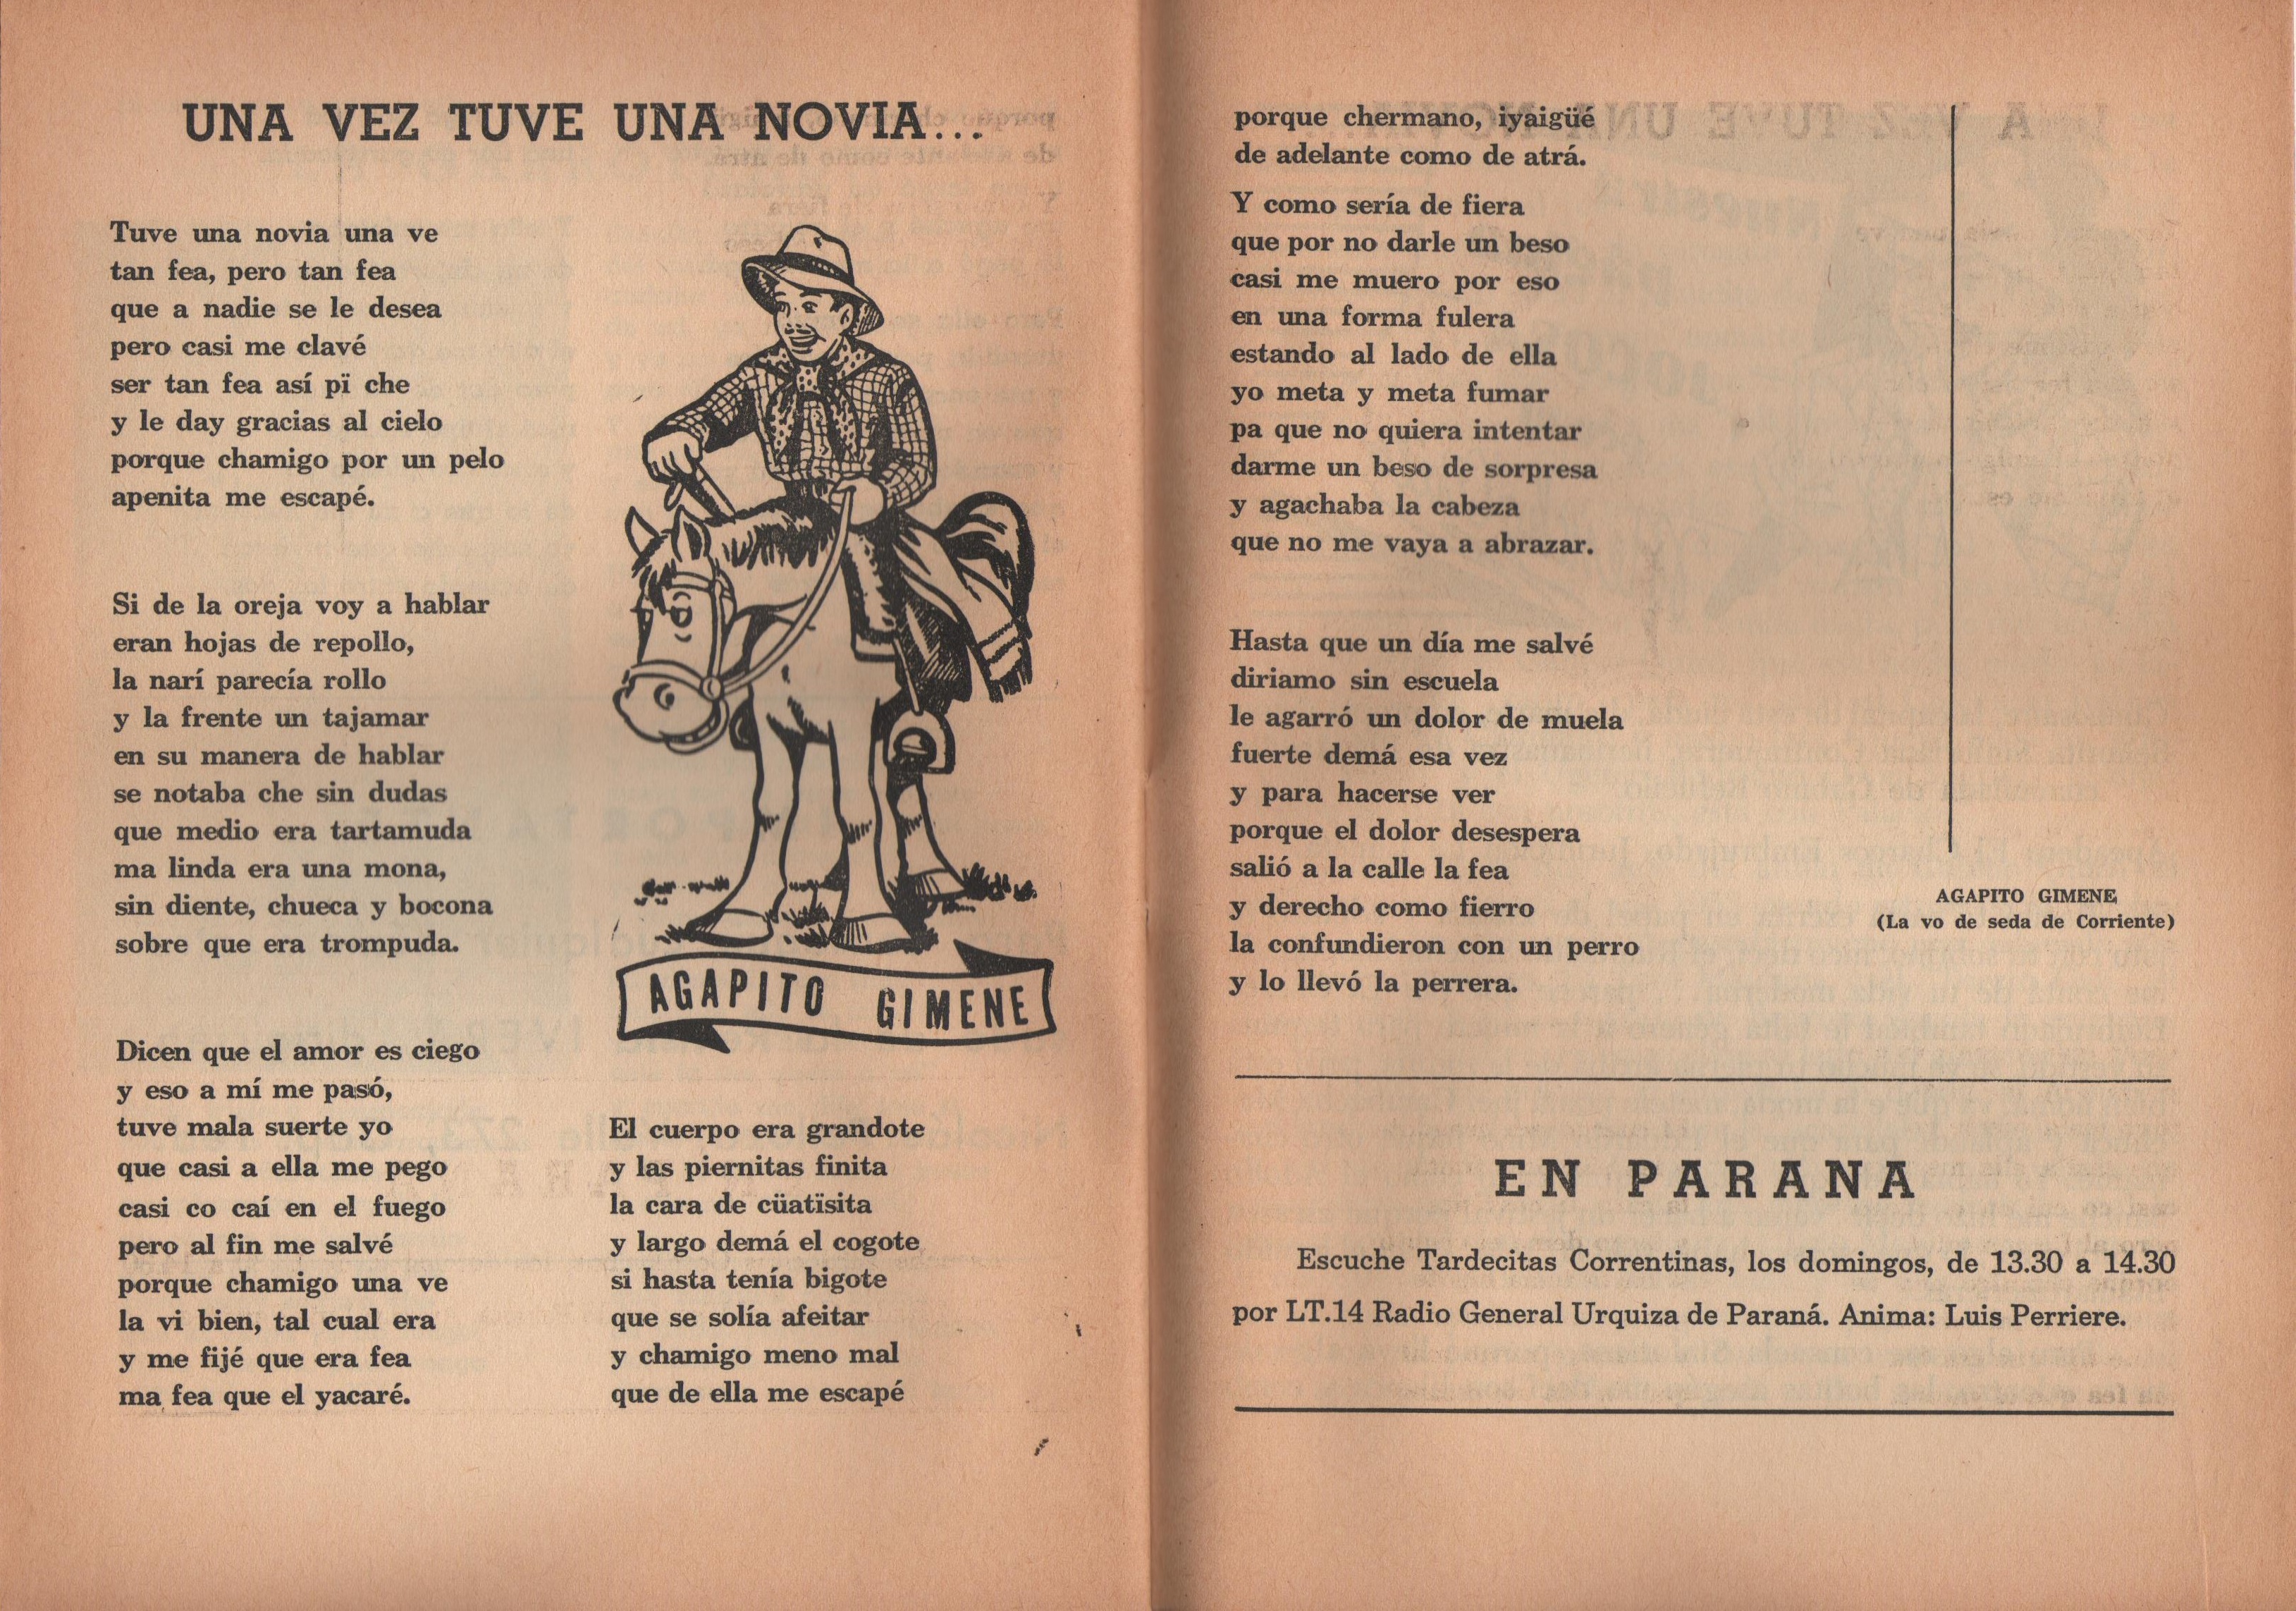 UNA VEZ TUVE UNA NOVIA...
Tuve una novia una ve
tan fea, pero tan fea
que a nadie se le desea
pero casi me clavé
ser tan fea así pï che
y le day gracias al cielo
porque chamigo por un pelo
apenita me escapé.
Si de la oreja voy a hablar
eran hojas de repollo,
la narí parecía rollo
y la frente un tajamar
en su manera de hablar
se notaba che sin dudas
que medio era tartamuda
ma linda era una mona,
sin diente, chueca y bocona
sobre que era trompuda.
Dicen que el amor es ciego
y eso a mí me pasó,
tuve mala suerte yo
que casi a ella me pego
casi co caí en el fuego
pero al fin me salvé
porque chamigo una ve
la vi bien, tal cual era
y me fijé que era fea
ma fea que el yacaré.
AGAPITO GIMENE
El cuerpo era grandote
y las piernitas finita
la cara de cüatïsita
y largo demá el cogote
si hasta tenía bigote
que se solía afeitar
y chamigo meno mal
que de ella me escapé
porque chermano, iyaigüé
de adelante como de atrá.
Y como sería de fiera
que por no darle un beso
casi me muero por eso
en una forma fulera
estando al lado de ella
yo meta y meta fumar
pa que no quiera intentar
darme un beso de sorpresa
y agachaba la cabeza
que no me vaya a abrazar.
Hasta que un día me salvé
diriamo sin escuela
le agarró un dolor de muela
fuerte demá esa vez
y para hacerse ver
porque el dolor desespera
salió a la calle la fea
y derecho como fierro
la confundieron con un perro
y lo llevó la perrera.
AGAPITO GIMENE
(La vo de seda de Corriente)
EN PARANA
Escuche Tardecitas Correntinas, los domingos, de 13.30 a 14.30
por LT.14 Radio General Urquiza de Paraná. Anima: Luis Perriere.